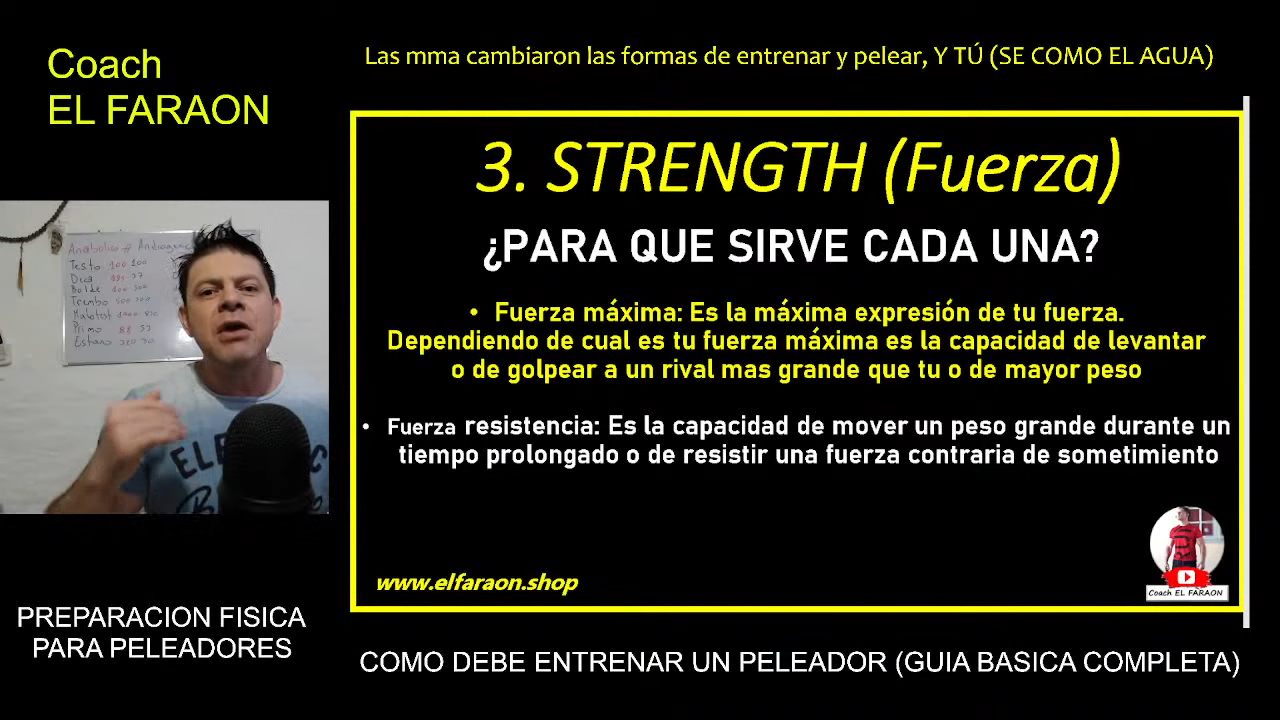 Coach
EL FARAON
Las mma cambiaron las formas de entrenar y pelear, Y TÚ (SE COMO EL AGUA)
3. STRENGTH (Fuerza)
¿PARA QUE SIRVE CADA UNA?
• Fuerza máxima: Es la máxima expresión de tu fuerza.
Dependiendo de cual es tu fuerza máxima es la capacidad de levantar
o de golpear a un rival mas grande que tu o de mayor peso
• Fuerza resistencia: Es la capacidad de mover un peso grande durante un
tiempo prolongado o de resistir una fuerza contraria de sometimiento
www.elfaraon.shop
Coach EL FARAON
Testo 100 100
Primo 88
PREPARACION FISICA
PARA PELEADORES
COMO DEBE ENTRENAR UN PELEADOR (GUIA BASICA COMPLETA)